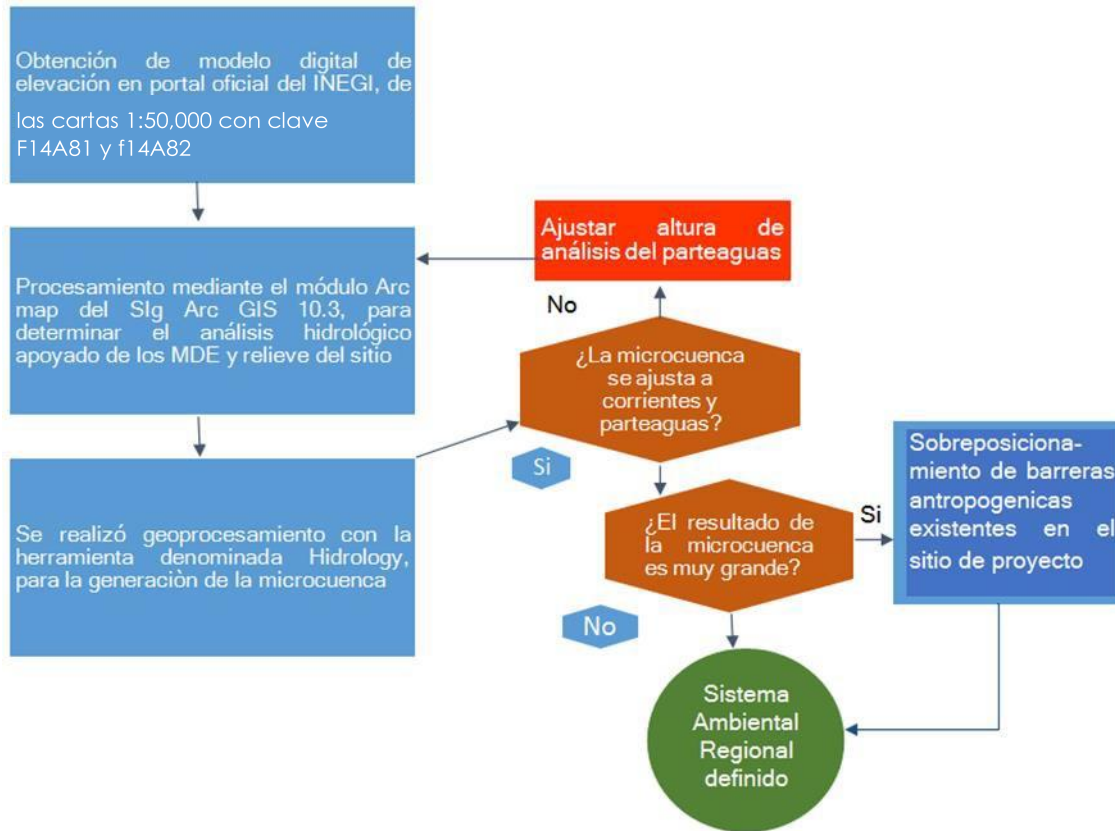 Obtención de modelo digital de
elevación en portal oficial del INEGI, de
las cartas 1:50,000 con clave
F14A81 y f14A82
Procesamiento mediante el módulo Arc
map del SIg Arc GIS 10.3, para
determinar el análisis hidrológico
apoyado de los MDE y relieve del sitio
Se realizó geoprocesamiento con la
herramienta denominada Hidrology,
para la generaciòn de la microcuenca
Ajustar altura de
análisis del parteaguas
No
¿La microcuenca
se ajusta a
corrientes y
parteaguas?
Si
¿El resultado de
la microcuenca
es muy grande?
Si
Sobreposiciona-
miento de barreras
antropogenicas
existentes en el
sitio de proyecto
No
Sistema
Ambiental
Regional
definido